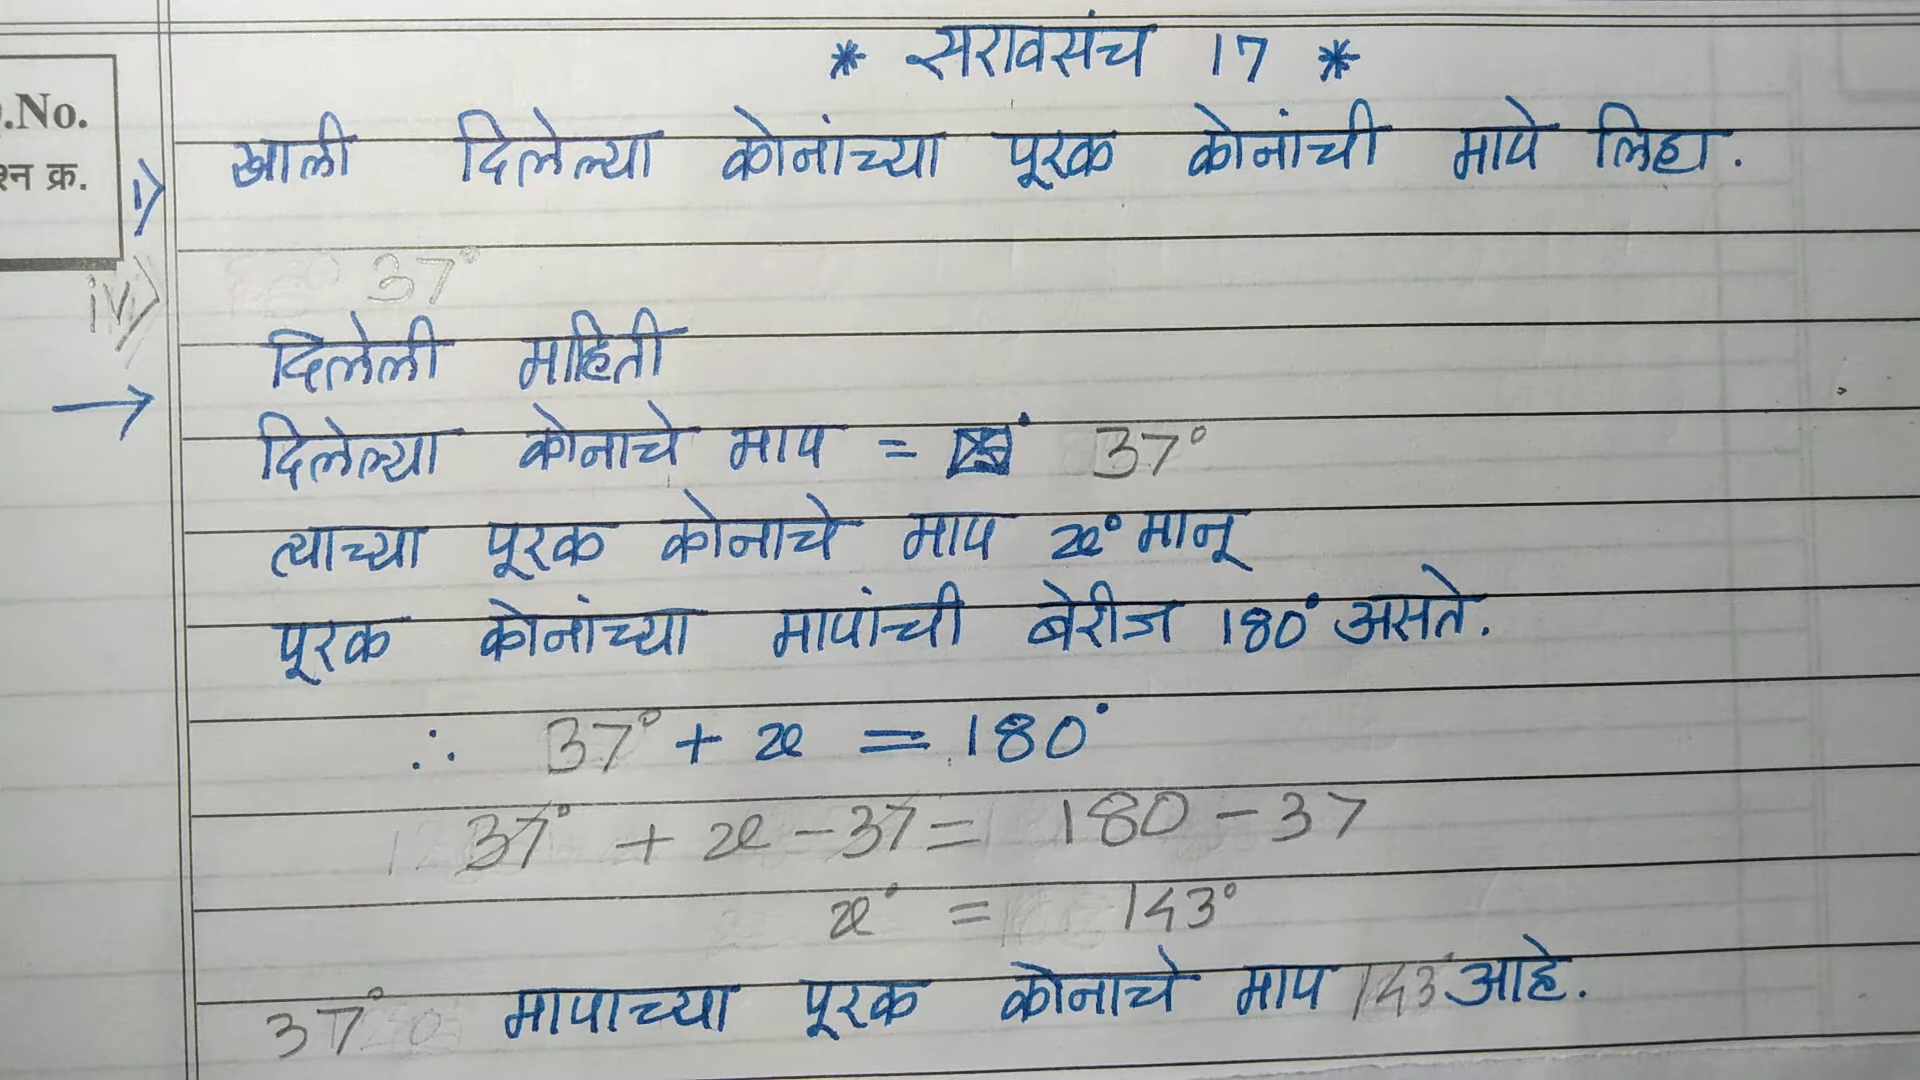 * सरावसंच 17 *
.No.
श्न क्र.
i) खाली दिलेल्या कोनांच्या पूरक कोनांची मापे लिहा.
iv) 37°
दिलेली माहिती
→ दिलेल्या कोनाचे माप = 37°
त्याच्या पूरक कोनाचे माप x° मानू
पूरक कोनांच्या मापांची बेरीज 180° असते.
∴ 37° + x = 180°
37° + x - 37 = 180 - 37
x° = 143°
37° मापाच्या पूरक कोनाचे माप 143° आहे.